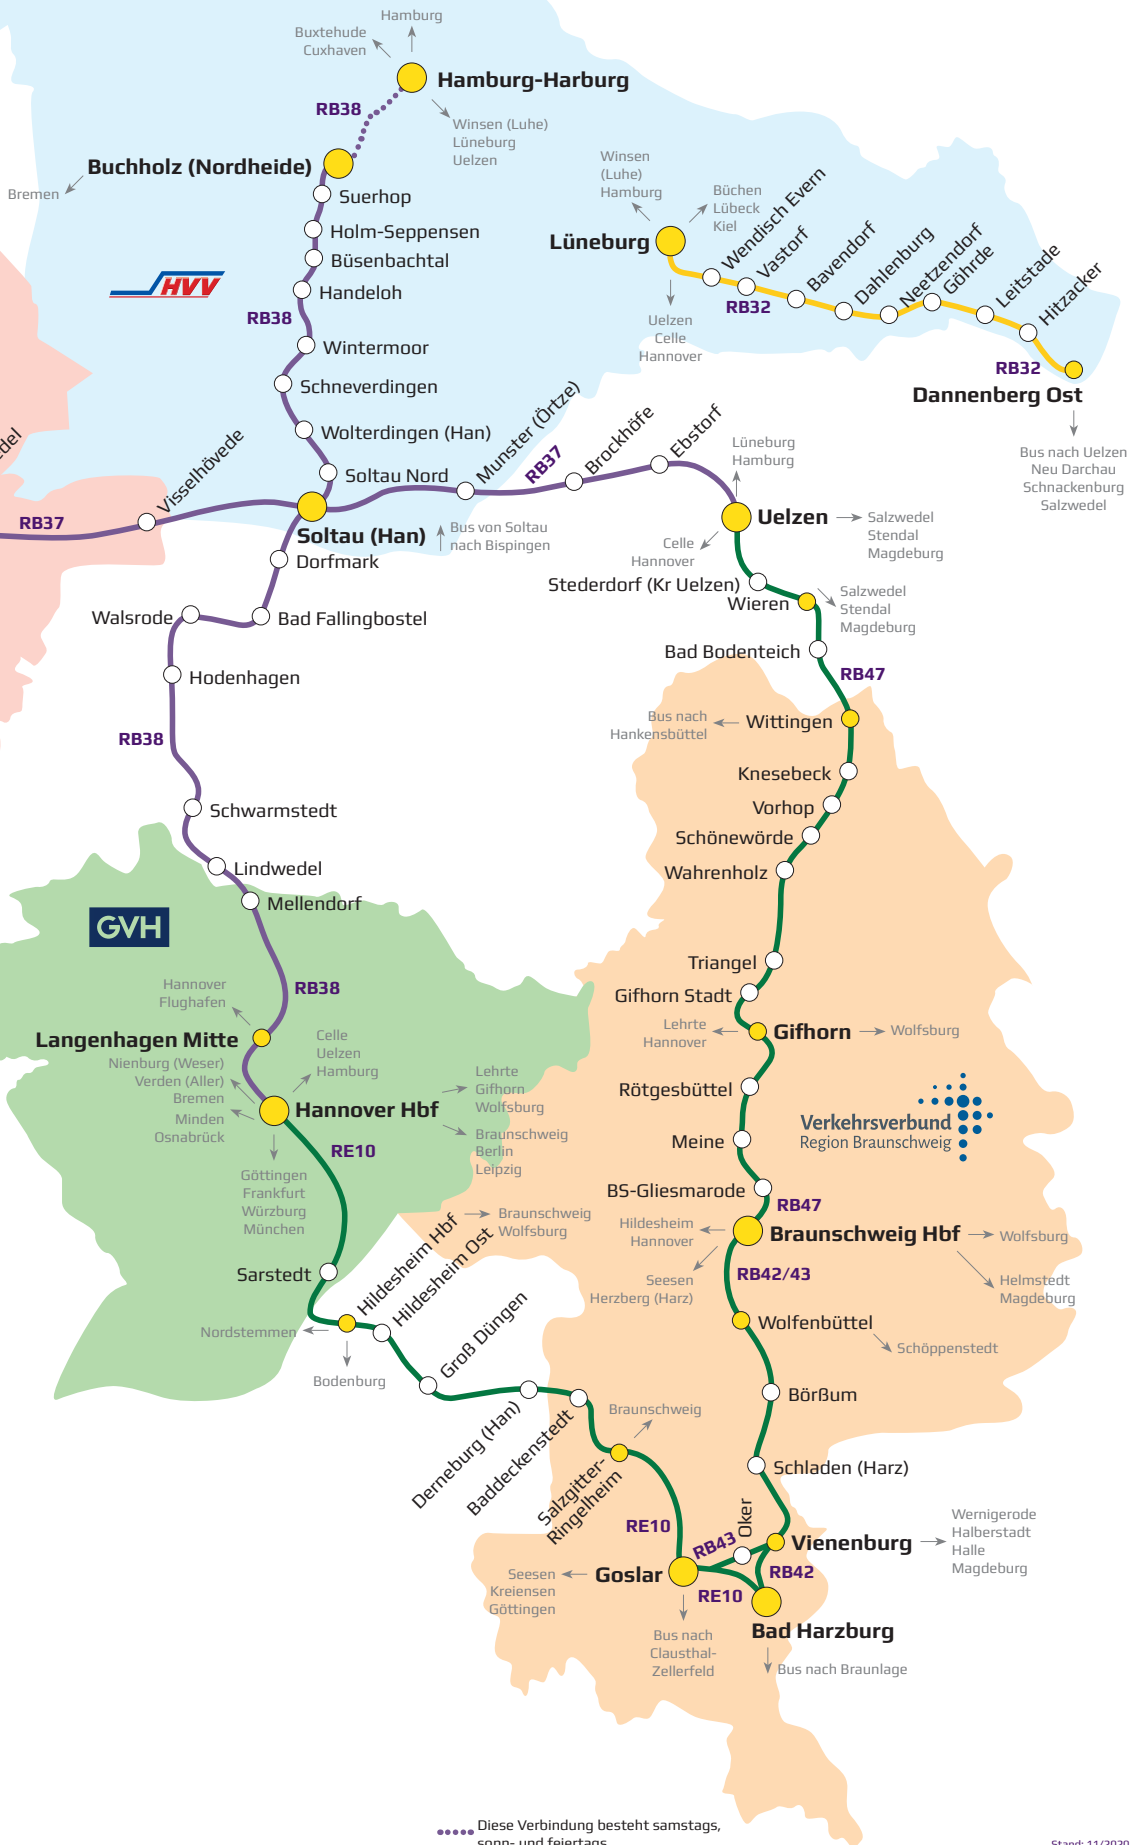 Hamburg
Buxtehude
Cuxhaven
Hamburg-Harburg
RB38
Winsen (Luhe)
Lüneburg
Uelzen
Buchholz (Nordheide)
Bremen
Suerhop
Holm-Seppensen
Büsenbachtal
HVV
Handeloh
RB38
Wintermoor
Schneverdingen
Wolterdingen (Han)
Soltau Nord
Winsen
(Luhe)
Hamburg
Büchen
Lübeck
Kiel
Lüneburg
Wendisch Evern
Vastorf
Bavendorf
Dahlenburg
Neetzendorf
Göhrde
Leitstade
Hitzacker
RB32
Uelzen
Celle
Hannover
RB32
Dannenberg Ost
Bus nach Uelzen
Neu Darchau
Schnackenburg
Salzwedel
edel
Visselhövede
RB37
Soltau (Han)
Bus von Soltau
nach Bispingen
Munster (Örtze)
RB37
Brockhöfe
Ebstorf
Lüneburg
Hamburg
Uelzen
Salzwedel
Stendal
Magdeburg
Celle
Hannover
Dorfmark
Walsrode
Bad Fallingbostel
Hodenhagen
RB38
Schwarmstedt
Lindwedel
Mellendorf
GVH
RB38
Hannover
Flughafen
Langenhagen Mitte
Nienburg (Weser)
Verden (Aller)
Bremen
Minden
Osnabrück
Celle
Uelzen
Hamburg
Hannover Hbf
Lehrte
Gifhorn
Wolfsburg
Braunschweig
Berlin
Leipzig
RE10
Göttingen
Frankfurt
Würzburg
München
Stederdorf (Kr Uelzen)
Wieren
Salzwedel
Stendal
Magdeburg
Bad Bodenteich
RB47
Bus nach
Hankensbüttel
Wittingen
Knesebeck
Vorhop
Schönewörde
Wahrenholz
Triangel
Gifhorn Stadt
Lehrte
Hannover
Gifhorn
Wolfsburg
Rötgesbüttel
Verkehrsverbund
Region Braunschweig
Meine
BS-Gliesmarode
RB47
Hildesheim
Hannover
Braunschweig Hbf
Wolfsburg
Seesen
Herzberg (Harz)
RB42/43
Helmstedt
Magdeburg
Wolfenbüttel
Schöppenstedt
Börßum
Schladen (Harz)
Sarstedt
Hildesheim Hbf
Braunschweig
Wolfsburg
Hildesheim Ost
Nordstemmen
Bodenburg
Groß Düngen
Derneburg (Han)
Baddeckenstedt
Braunschweig
Salzgitter-
Ringelheim
RE10
Oker
RB43
Vienenburg
Wernigerode
Halberstadt
Halle
Magdeburg
RB42
Seesen
Kreiensen
Göttingen
Goslar
RE10
Bad Harzburg
Bus nach
Clausthal-
Zellerfeld
Bus nach Braunlage
Diese Verbindung besteht samstags,
sonn- und feiertags
Stand: 11/2020